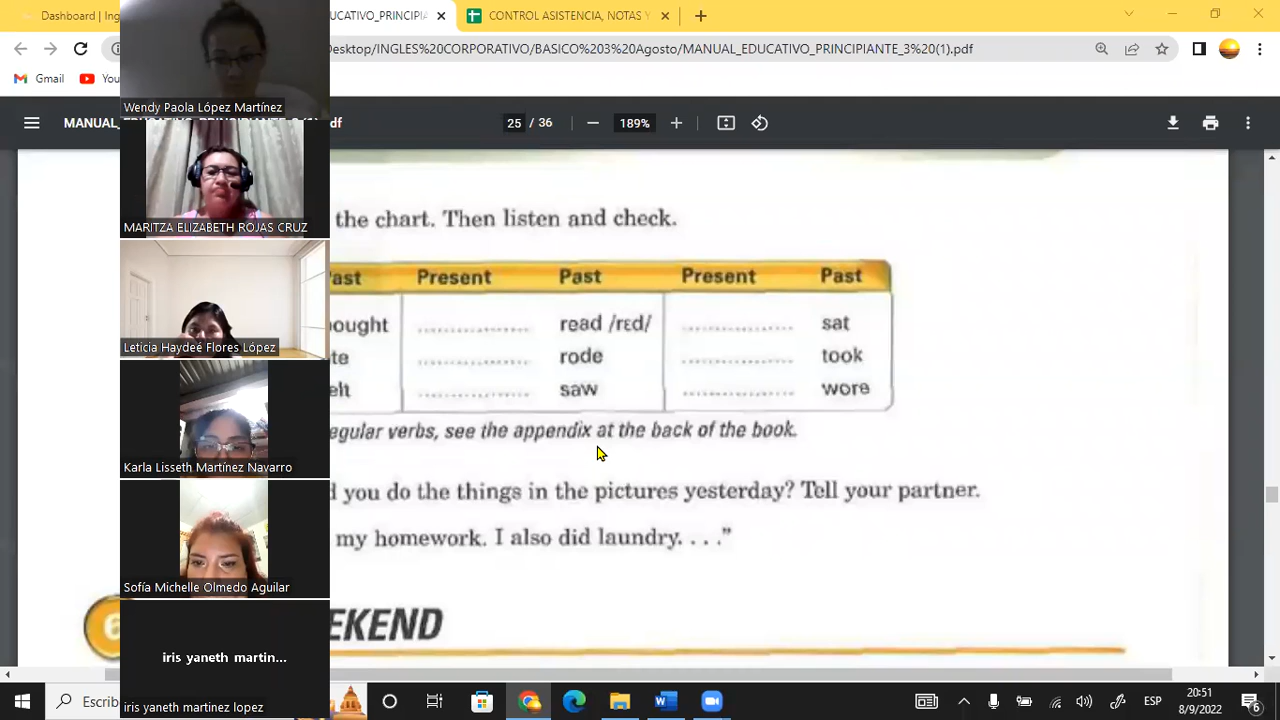 Dashboard | Ing
UCATIVO_PRINCIPIA
CONTROL ASISTENCIA, NOTAS Y
Desktop/INGLES%20CORPORATIVO/BASICO%203%20Agosto/MANUAL_EDUCATIVO_PRINCIPIANTE_3%20(1).pdf
Gmail
You
Wendy Paola López Martínez
25 / 36
189%
the chart. Then listen and check.
MARITZA ELIZABETH ROJAS CRUZ
ast Present Past Present Past
ought ............ read /rɛd/ ............ sat
te ............ rode ............ took
elt ............ saw ............ wore
Leticia Haydeé Flores López
egular verbs, see the appendix at the back of the book.
Karla Lisseth Martínez Navarro
d you do the things in the pictures yesterday? Tell your partner.
my homework. I also did laundry. . . ."
Sofía Michelle Olmedo Aguilar
EKEND
iris yaneth martin...
iris yaneth martinez lopez
Escrib
ESP
20:51
8/9/2022
6